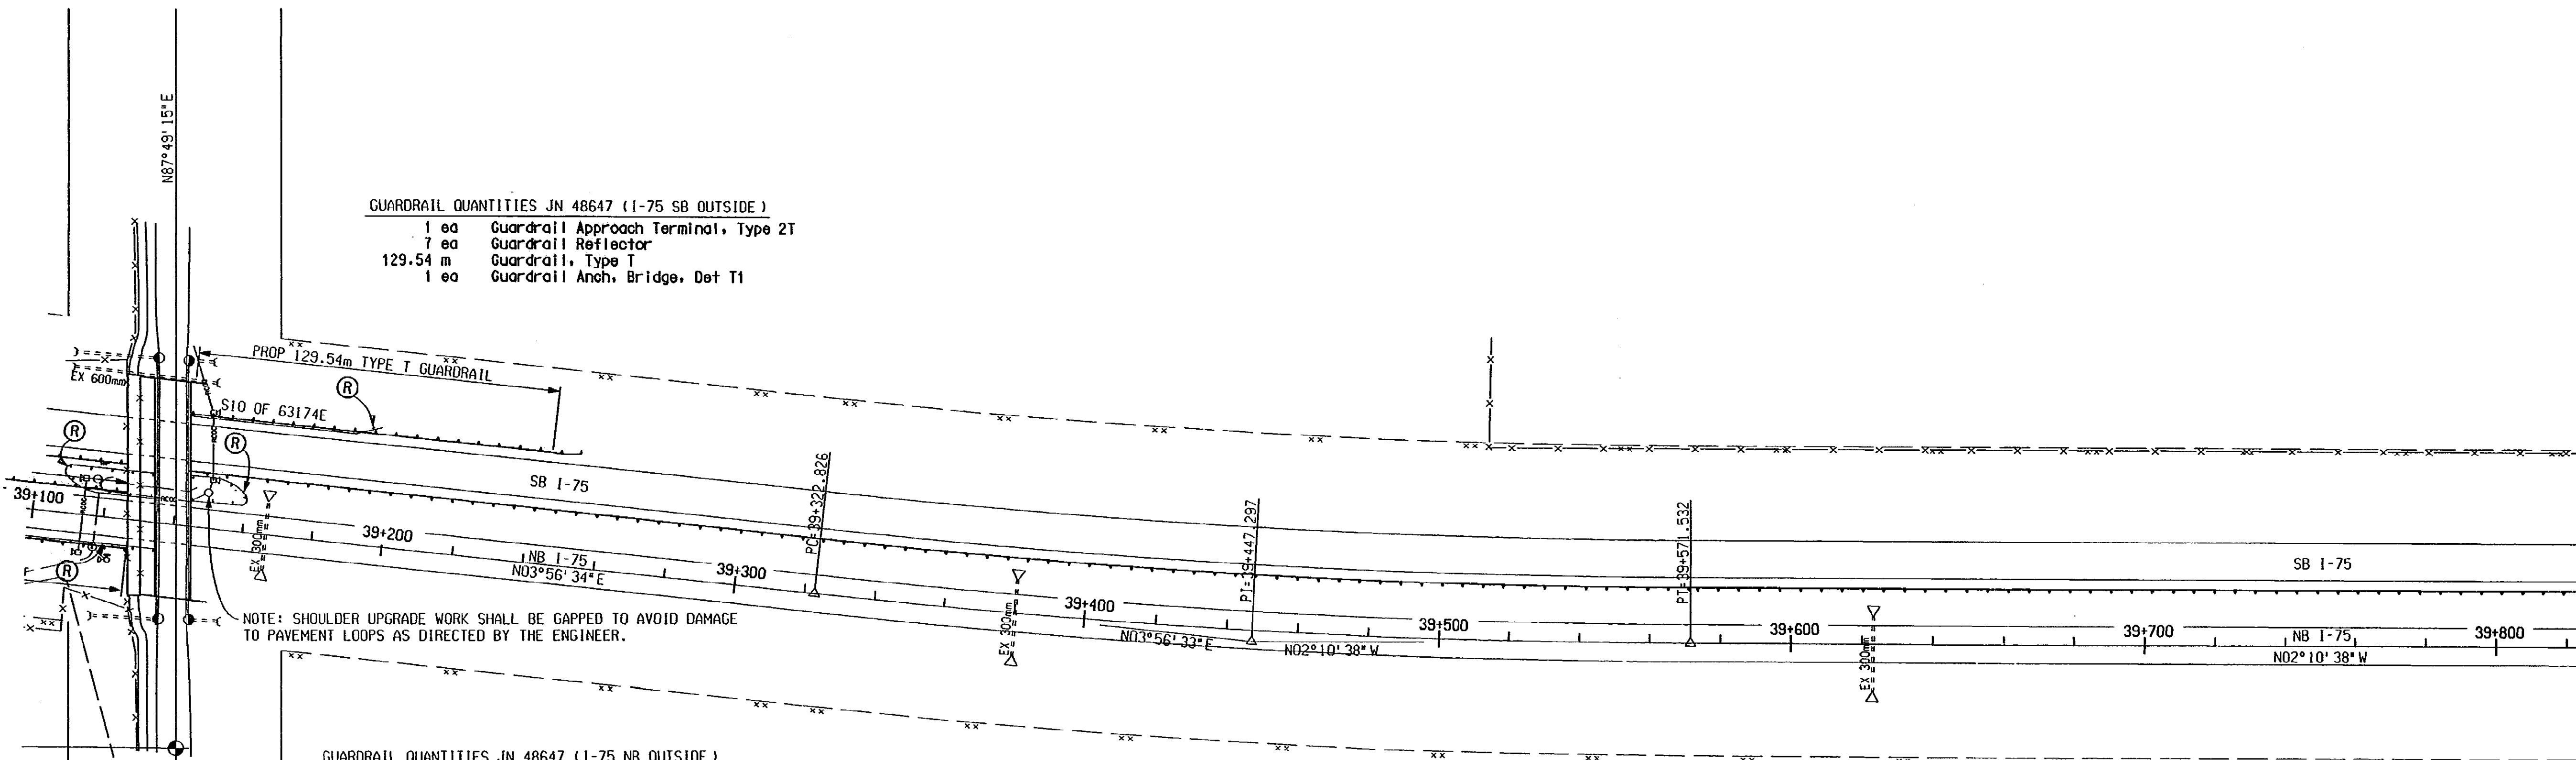 N87°49'15"E
GUARDRAIL QUANTITIES JN 48647 (I-75 SB OUTSIDE)
1 ea Guardrail Approach Terminal, Type 2T
7 ea Guardrail Reflector
129.54 m Guardrail, Type T
1 ea Guardrail Anch, Bridge, Det T1
PROP 129.54m TYPE T GUARDRAIL
EX 600mm
R
S10 OF 63174E
R
R
SB I-75
39+100
39+200
EX 300mm
NB I-75
N03°56'34"E
39+300
PC=39+322.826
R
NOTE: SHOULDER UPGRADE WORK SHALL BE GAPPED TO AVOID DAMAGE
TO PAVEMENT LOOPS AS DIRECTED BY THE ENGINEER.
EX 300mm
39+400
N03°56'33"E
PI=39+447.297
N02°10'38"W
39+500
PT=39+571.532
39+600
EX 300mm
SB I-75
39+700
NB I-75
N02°10'38"W
39+800
GUARDRAIL QUANTITIES JN 48647 (I-75 NB OUTSIDE)